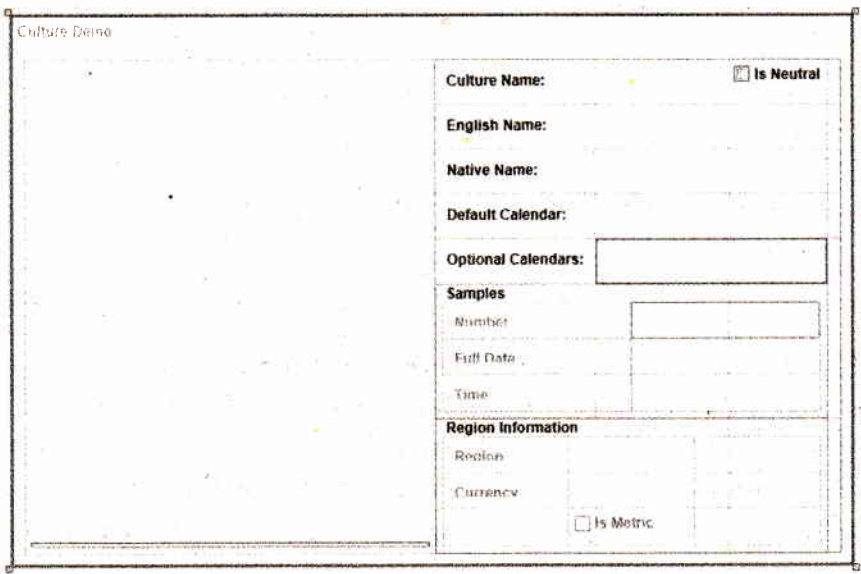 Culture Demo
Culture Name:
Is Neutral
English Name:
Native Name:
Default Calendar:
Optional Calendars:
Samples
Number
Full Date
Time
Region Information
Region
Currency
Is Metric